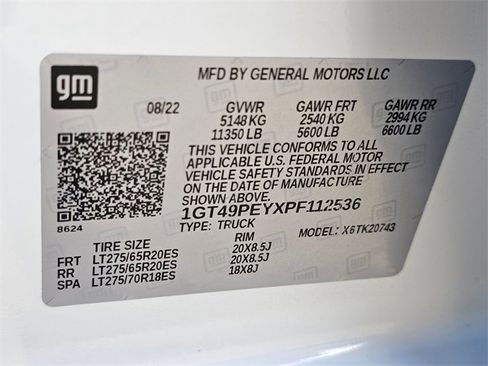 gm
MFD BY GENERAL MOTORS LLC
08/22 GVWR GAWR FRT GAWR RR
5148 KG 2540 KG 2994 KG
11350 LB 5600 LB 6600 LB
THIS VEHICLE CONFORMS TO ALL
APPLICABLE U.S. FEDERAL MOTOR
VEHICLE SAFETY STANDARDS IN EFFECT
ON THE DATE OF MANUFACTURE
SHOWN ABOVE.
8624
1GT49PEYXPF112536
TYPE: TRUCK MODEL: X6TK20743
TIRE SIZE RIM
FRT LT275/65R20ES 20X8.5J
RR LT275/65R20ES 20X8.5J
SPA LT275/70R18ES 18X8J